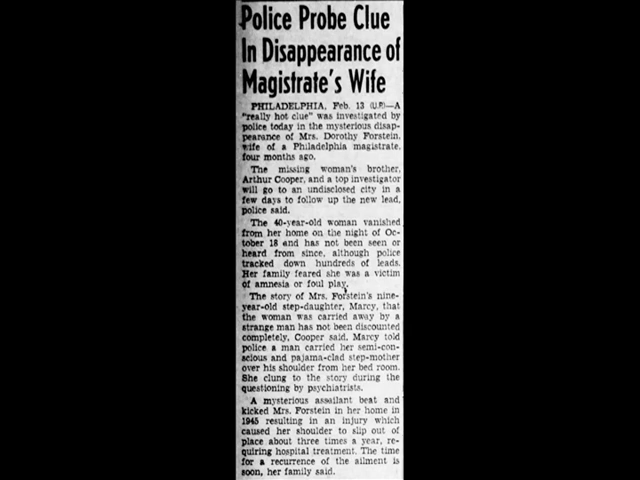 Police Probe Clue
In Disappearance of
Magistrate's Wife
PHILADELPHIA, Feb. 13 (U.P.)—A
"really hot clue" was investigated by
police today in the mysterious disap-
pearance of Mrs. Dorothy Forstein,
wife of a Philadelphia magistrate,
four months ago.
The missing woman's brother,
Arthur Cooper, and a top investigator
will go to an undisclosed city in a
few days to follow up the new lead,
police said.
The 40-year-old woman vanished
from her home on the night of Oc-
tober 18 and has not been seen or
heard from since, although police
tracked down hundreds of leads.
Her family feared she was a victim
of amnesia or foul play.
The story of Mrs. Forstein's nine-
year-old step-daughter, Marcy, that
the woman was carried away by a
strange man has not been discounted
completely, Cooper said. Marcy told
police a man carried her semi-con-
scious and pajama-clad step-mother
over his shoulder from her bed room.
She clung to the story during the
questioning by psychiatrists.
A mysterious assailant beat and
kicked Mrs. Forstein in her home in
1945 resulting in an injury which
caused her shoulder to slip out of
place about three times a year, re-
quiring hospital treatment. The time
for a recurrence of the ailment is
soon, her family said.